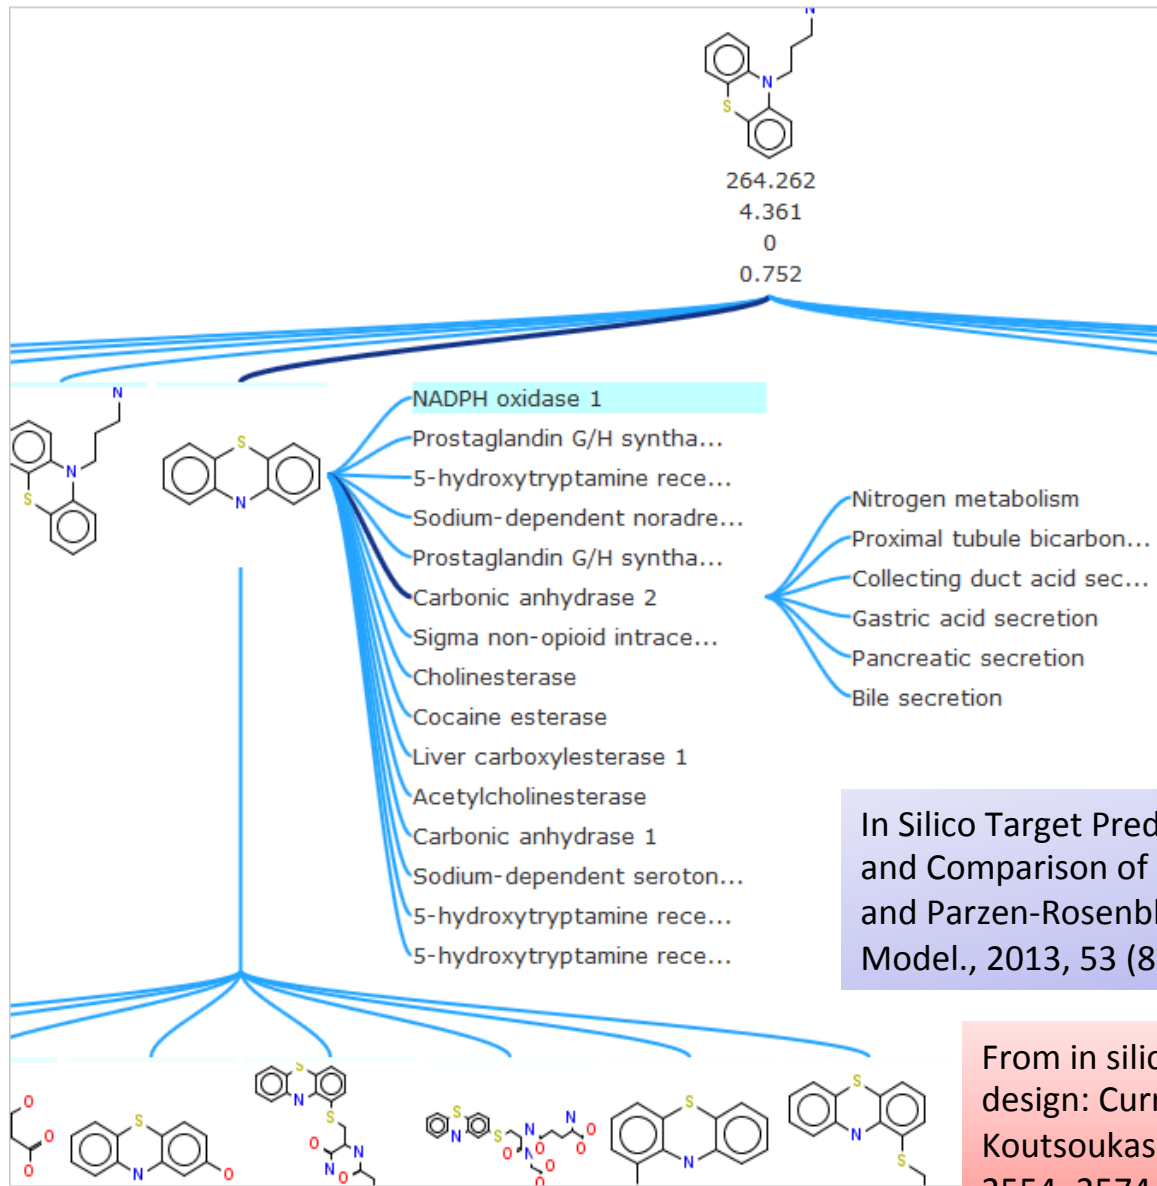 N
N
S
264.262
4.361
0
0.752
N
N
S
S
N
NADPH oxidase 1
Prostaglandin G/H syntha...
5-hydroxytryptamine rece...
Sodium-dependent noradre...
Prostaglandin G/H syntha...
Carbonic anhydrase 2
Sigma non-opioid intrace...
Cholinesterase
Cocaine esterase
Liver carboxylesterase 1
Acetylcholinesterase
Carbonic anhydrase 1
Sodium-dependent seroton...
5-hydroxytryptamine rece...
5-hydroxytryptamine rece...
Nitrogen metabolism
Proximal tubule bicarbon...
Collecting duct acid sec...
Gastric acid secretion
Pancreatic secretion
Bile secretion
In Silico Target Pred
and Comparison of
and Parzen-Rosenbl
Model., 2013, 53 (8
From in silic
design: Curr
Koutsoukas
2554-2574
O
O
O
S
N
O
S
N
S
O
N
N
O
O
S
N
S
N
O
N
O
O
N
O
O
O
S
N
S
N
S